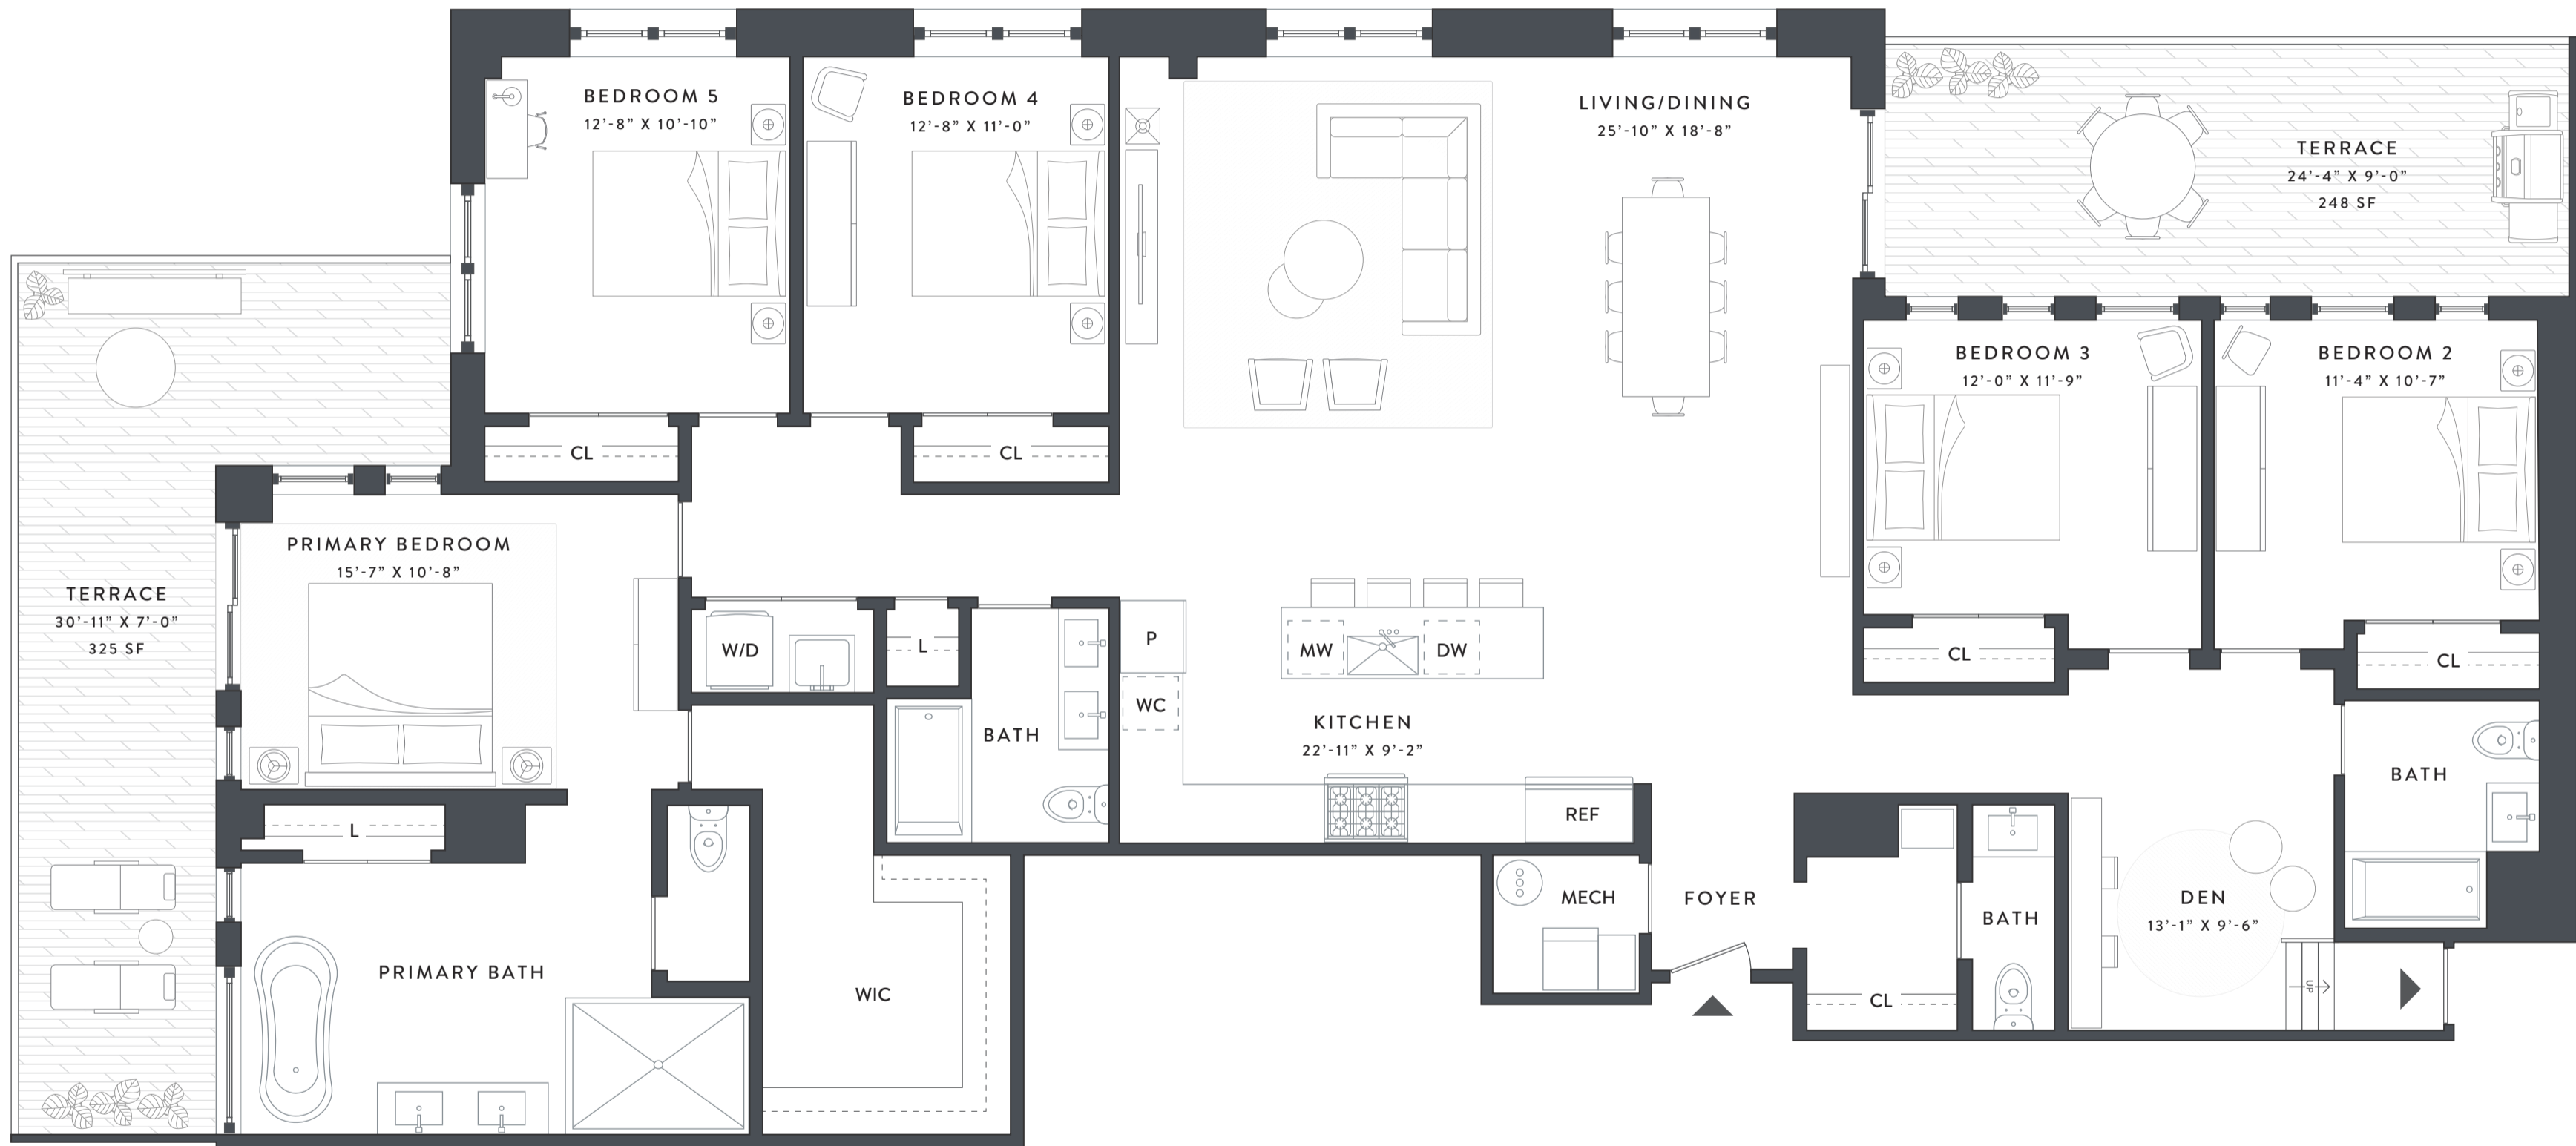 BEDROOM 5
12’-8” X 10’-10”
BEDROOM 4
12’-8” X 11’-0”
LIVING/DINING
25’-10” X 18’-8”
TERRACE
24’-4” X 9’-0”
248 SF
BEDROOM 3
12’-0” X 11’-9”
BEDROOM 2
11’-4” X 10’-7”
CL
CL
PRIMARY BEDROOM
15’-7” X 10’-8”
TERRACE
30’-11” X 7’-0”
325 SF
W/D
L
P
MW
DW
CL
CL
WC
BATH
KITCHEN
22’-11” X 9’-2”
BATH
REF
L
MECH
FOYER
BATH
DEN
13’-1” X 9’-6”
PRIMARY BATH
WIC
CL
UP